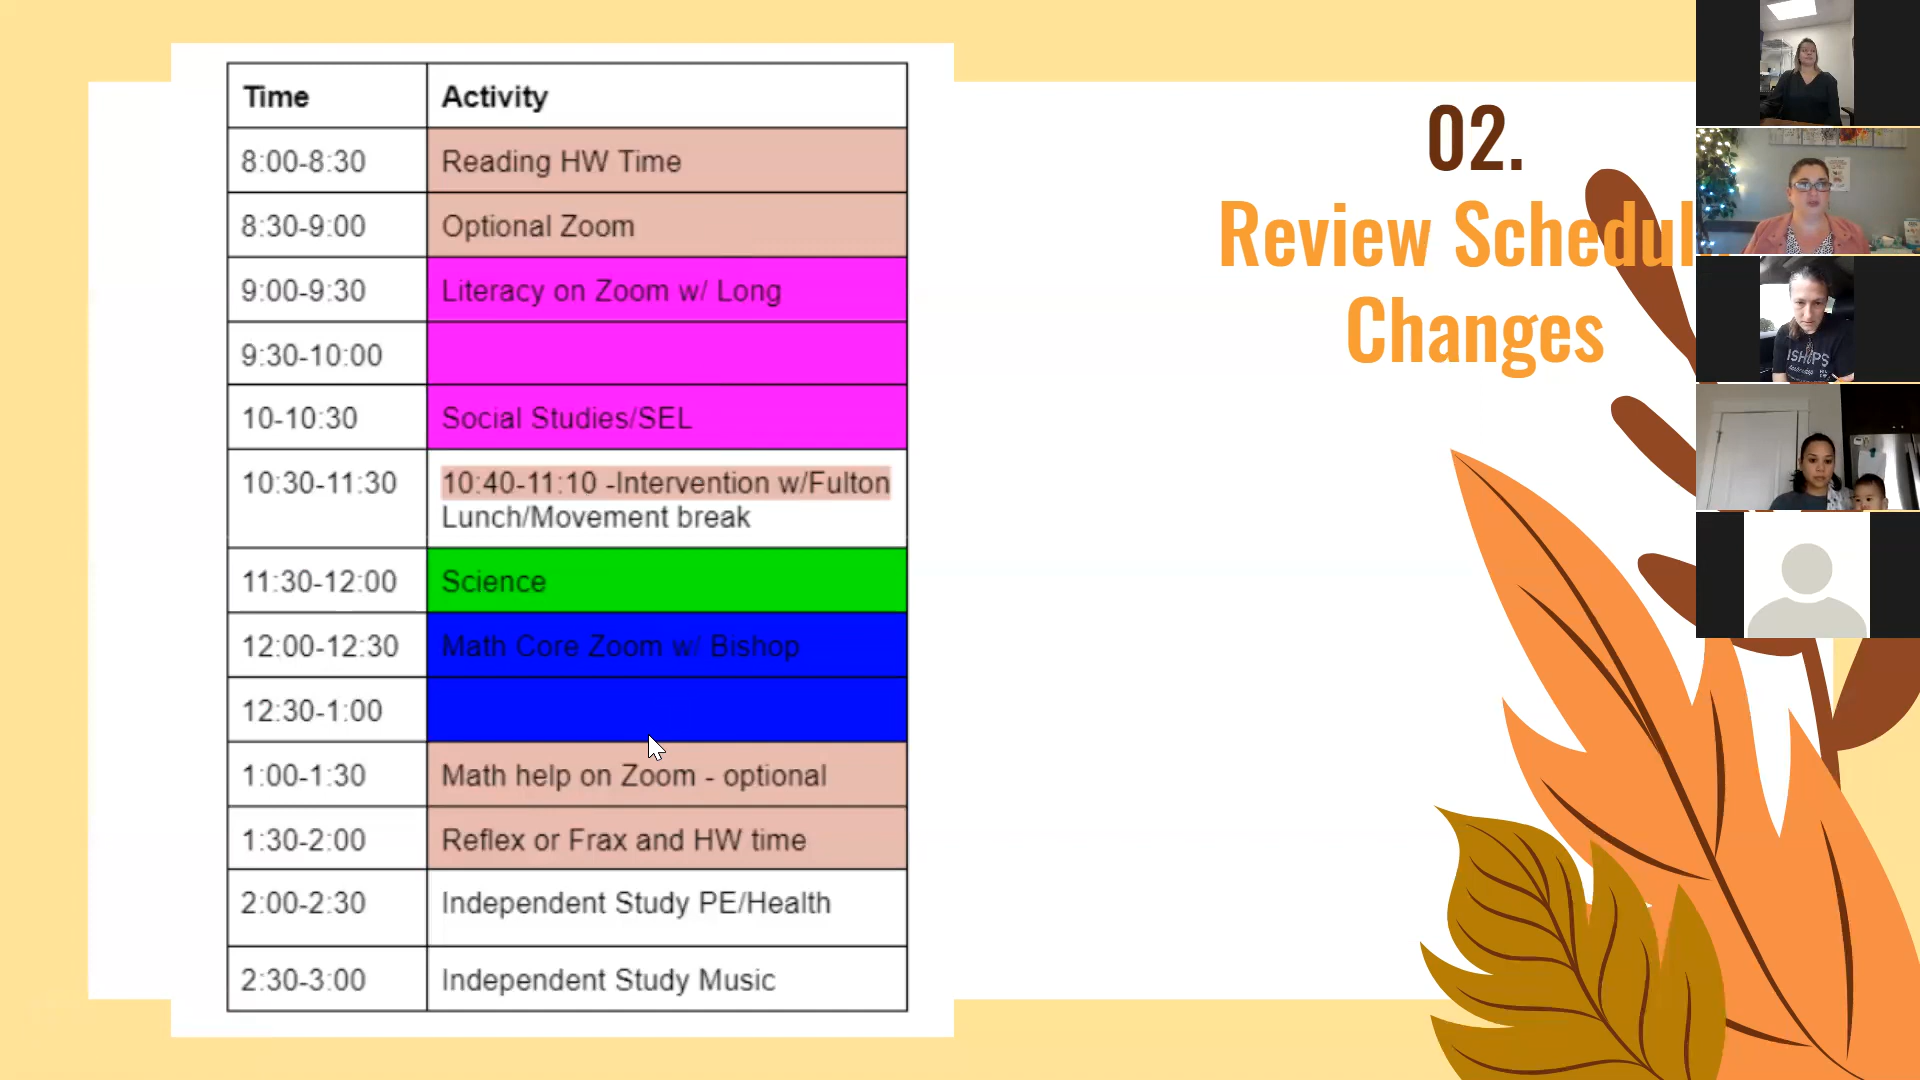 Time Activity
8:00-8:30 Reading HW Time
8:30-9:00 Optional Zoom
9:00-9:30 Literacy on Zoom w/ Long
9:30-10:00
10-10:30 Social Studies/SEL
10:30-11:30 10:40-11:10 -Intervention w/Fulton
Lunch/Movement break
11:30-12:00 Science
12:00-12:30 Math Core Zoom w/ Bishop
12:30-1:00
1:00-1:30 Math help on Zoom - optional
1:30-2:00 Reflex or Frax and HW time
2:00-2:30 Independent Study PE/Health
2:30-3:00 Independent Study Music
02.
Review Schedul
Changes